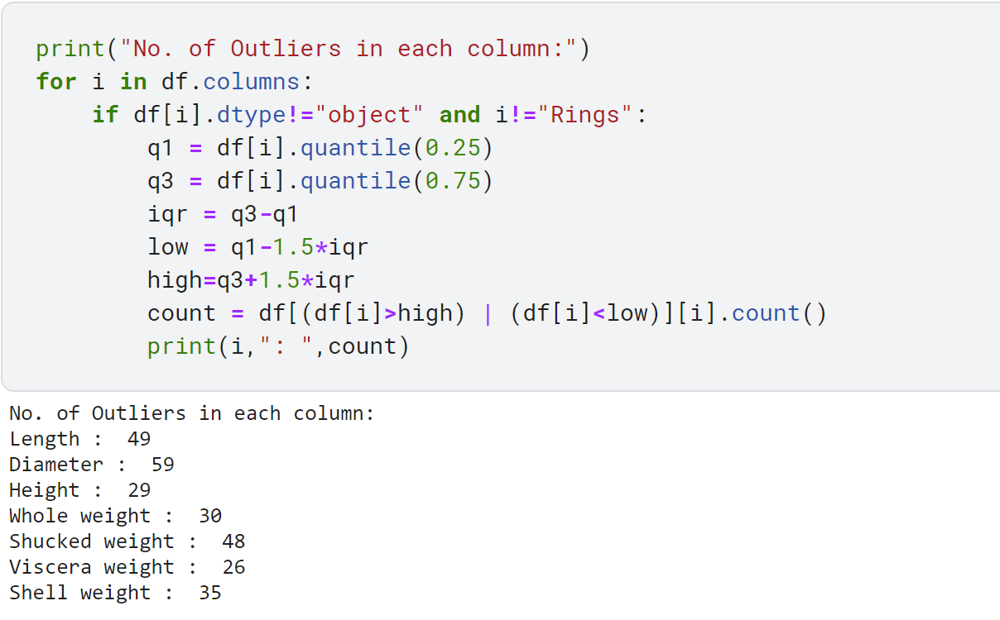 print("No. of Outliers in each column:")
for i in df.columns:
    if df[i].dtype!="object" and i!="Rings":
        q1 = df[i].quantile(0.25)
        q3 = df[i].quantile(0.75)
        iqr = q3-q1
        low = q1-1.5*iqr
        high=q3+1.5*iqr
        count = df[(df[i]>high) | (df[i]<low)][i].count()
        print(i,": ",count)
No. of Outliers in each column:
Length :  49
Diameter :  59
Height :  29
Whole weight :  30
Shucked weight :  48
Viscera weight :  26
Shell weight :  35